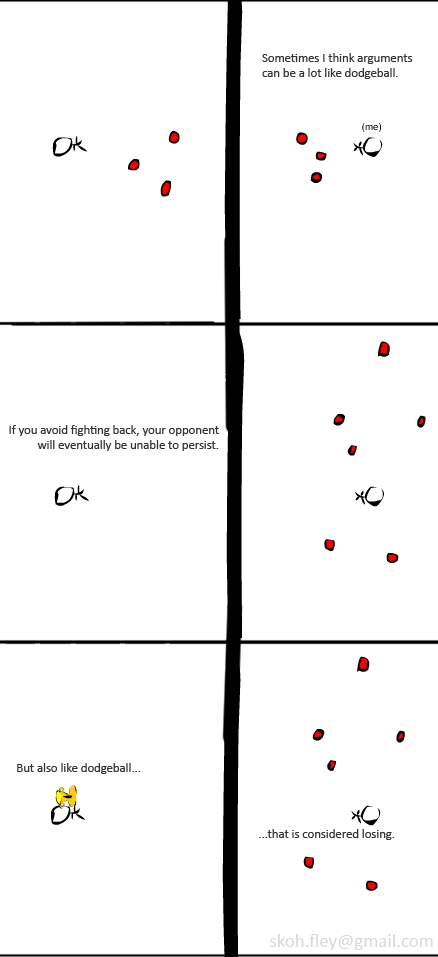 Sometimes I think arguments
can be a lot like dodgeball.
(me)
If you avoid fighting back, your opponent
will eventually be unable to persist.
But also like dodgeball...
...that is considered losing.
skoh.fley@gmail.com